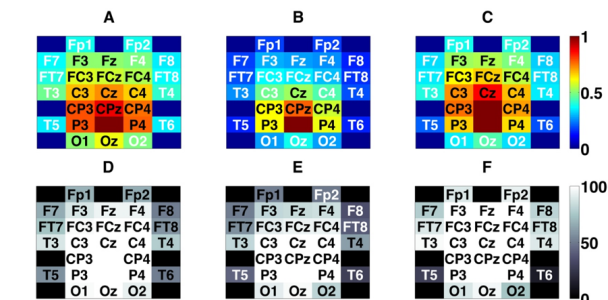 A B C
Fp1 Fp2 Fp1 Fp2 Fp1 Fp2 1
F7 F3 Fz F4 F8 F7 F3 Fz F4 F8 F7 F3 Fz F4 F8
FT7 FC3 FCz FC4 FT8 FT7 FC3 FCz FC4 FT8 FT7 FC3 FCz FC4 FT8
T3 C3 Cz C4 T4 T3 C3 Cz C4 T4 T3 C3 Cz C4 T4 0.5
CP3 CPz CP4 CP3 CPz CP4 CP3 CP4
T5 P3 P4 T6 T5 P3 P4 T6 T5 P3 P4 T6
O1 Oz O2 O1 Oz O2 O1 Oz O2 0
D E F
Fp1 Fp2 Fp1 Fp2 Fp1 Fp2 100
F7 F3 Fz F4 F8 F7 F3 Fz F4 F8 F7 F3 Fz F4 F8
FT7 FC3 FCz FC4 FT8 FT7 FC3 FCz FC4 FT8 FT7 FC3 FCz FC4 FT8
T3 C3 Cz C4 T4 T3 C3 Cz C4 T4 T3 C3 Cz C4 T4 50
CP3 CP4 CP3 CPz CP4 CP3 CP4
T5 P3 P4 T6 T5 P3 P4 T6 T5 P3 P4 T6
O1 Oz O2 O1 Oz O2 O1 Oz O2 0